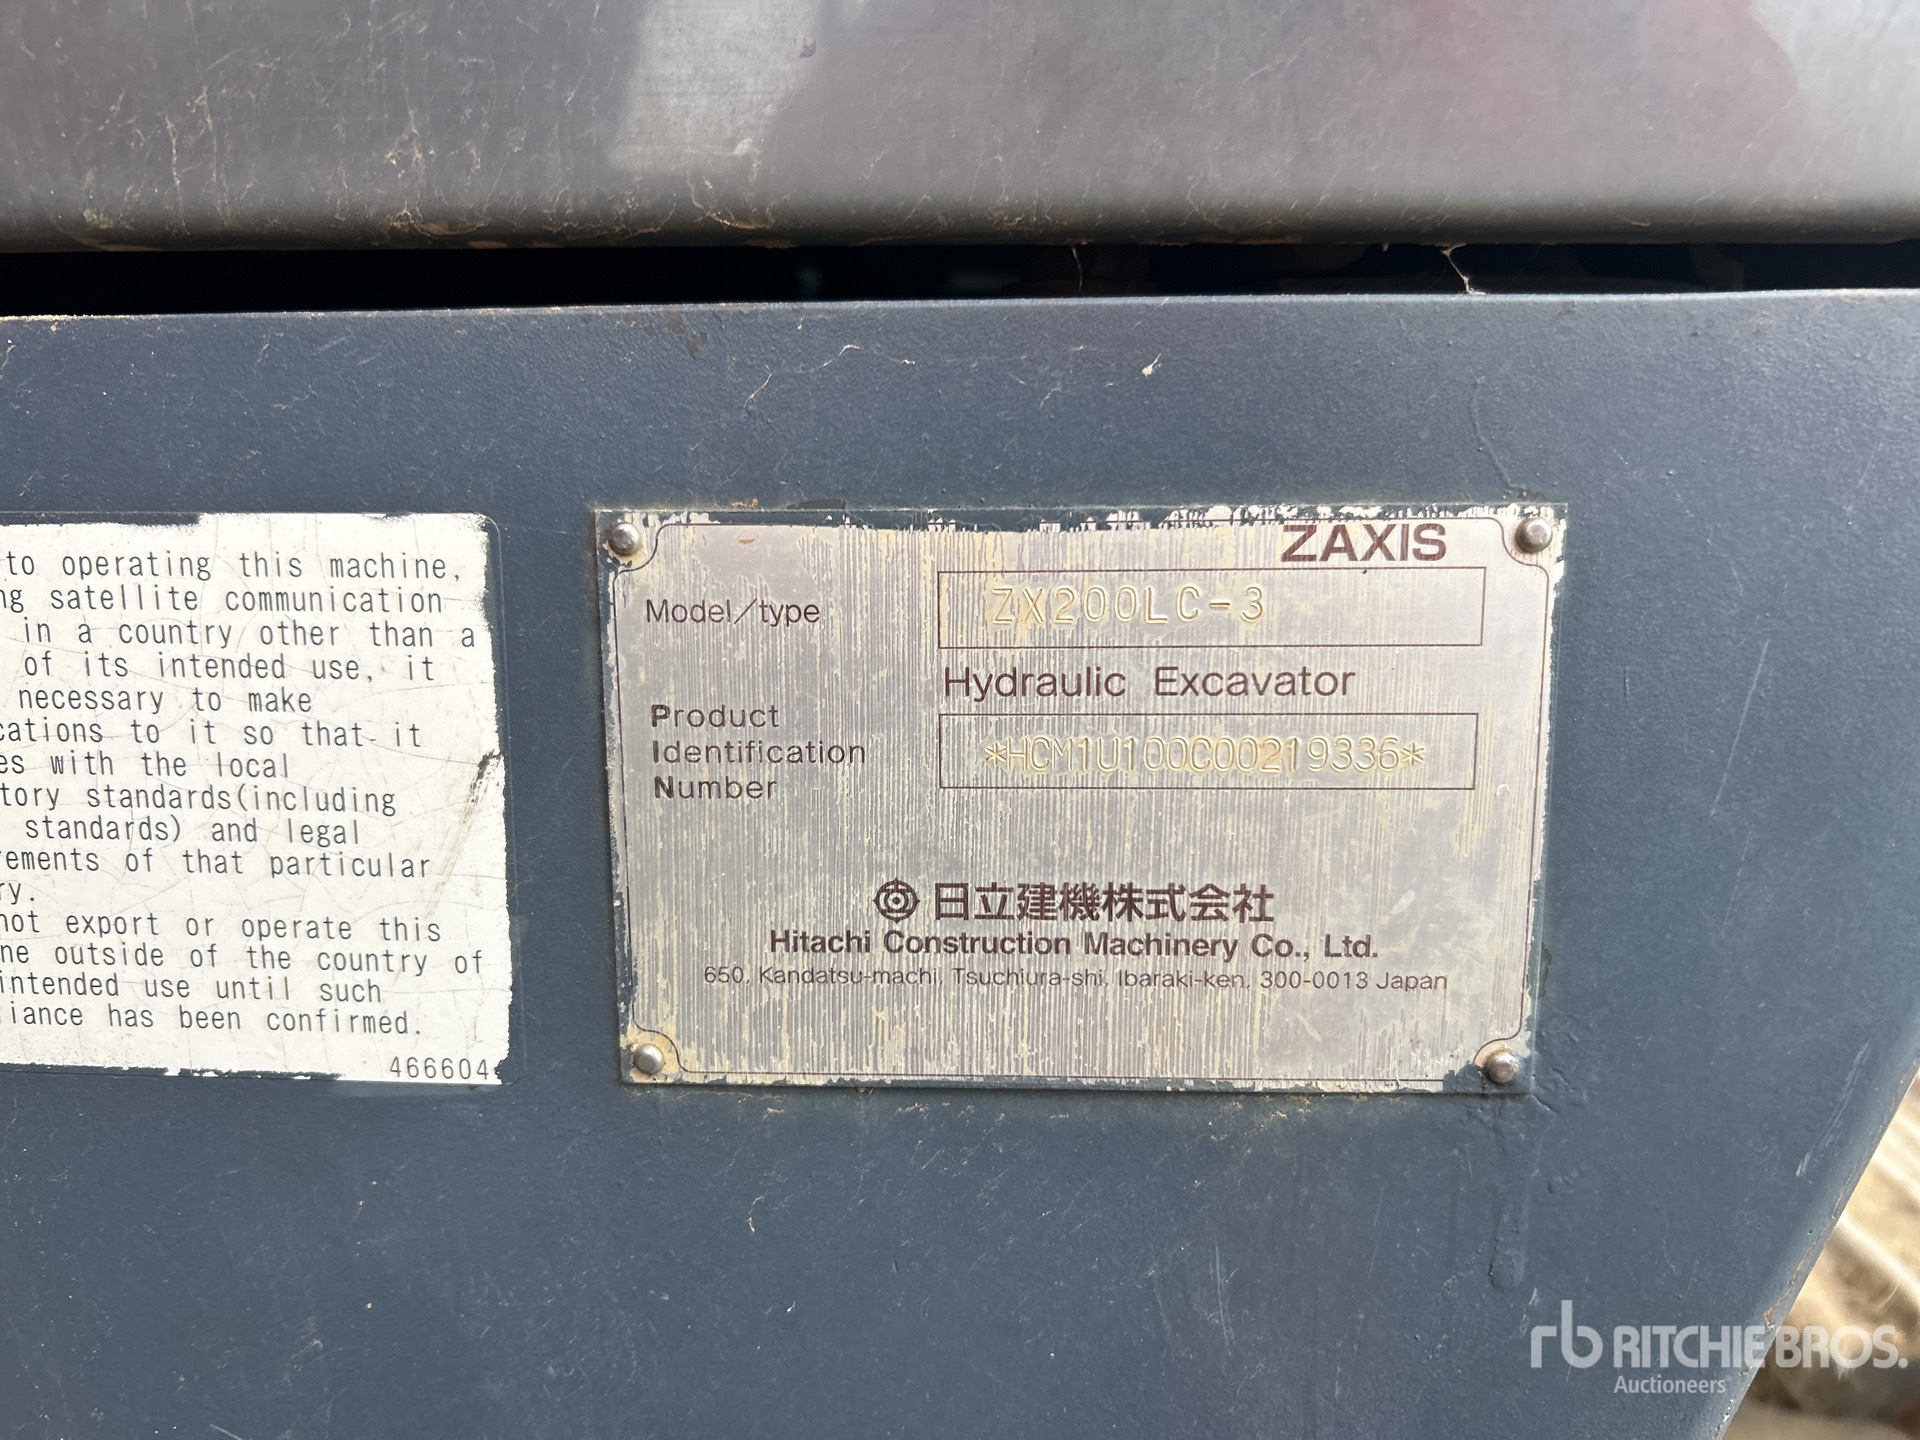 to operating this machine,
ng satellite communication
in a country other than a
of its intended use, it
necessary to make
cations to it so that it
es with the local
tory standards(including
standards) and legal
rements of that particular
ry.
not export or operate this
ne outside of the country of
intended use until such
liance has been confirmed.
466604
ZAXIS
Model/type ZX200LC-3
Hydraulic Excavator
Product
Identification
Number
*HCM1U100C00219336*
日立建機株式会社
Hitachi Construction Machinery Co., Ltd.
650, Kandatsu-machi, Tsuchiura-shi, Ibaraki-ken, 300-0013 Japan
rb RITCHIE BROS.
Auctioneers